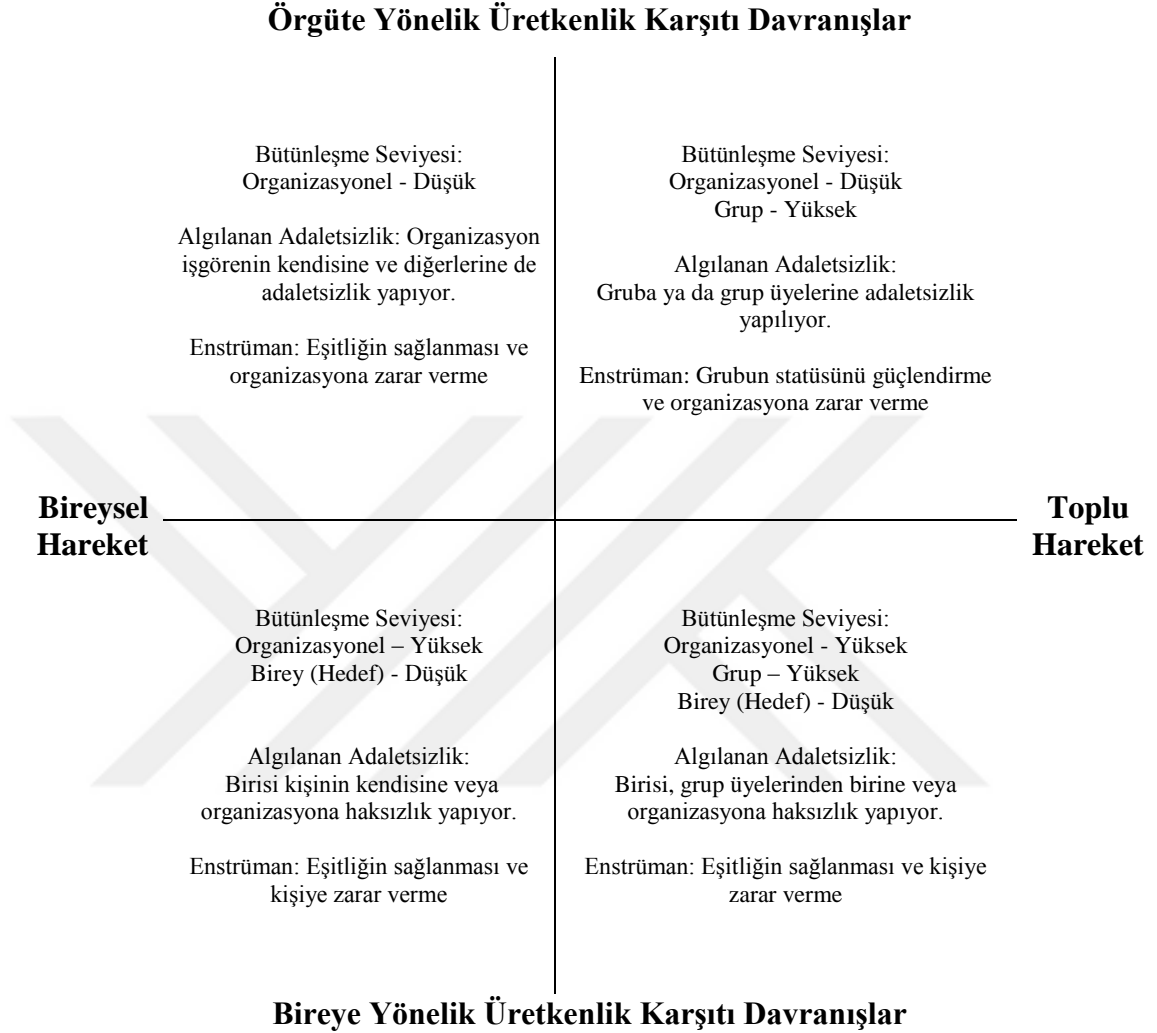 Örgüte Yönelik Üretkenlik Karşıtı Davranışlar
Bütünleşme Seviyesi:
Organizasyonel - Düşük
Algılanan Adaletsizlik: Organizasyon
işgörenin kendisine ve diğerlerine de
adaletsizlik yapıyor.
Enstrüman: Eşitliğin sağlanması ve
organizasyona zarar verme
Bütünleşme Seviyesi:
Organizasyonel - Düşük
Grup - Yüksek
Algılanan Adaletsizlik:
Gruba ya da grup üyelerine adaletsizlik
yapılıyor.
Enstrüman: Grubun statüsünü güçlendirme
ve organizasyona zarar verme
Bireysel
Hareket
Toplu
Hareket
Bütünleşme Seviyesi:
Organizasyonel – Yüksek
Birey (Hedef) - Düşük
Algılanan Adaletsizlik:
Birisi kişinin kendisine veya
organizasyona haksızlık yapıyor.
Enstrüman: Eşitliğin sağlanması ve
kişiye zarar verme
Bütünleşme Seviyesi:
Organizasyonel - Yüksek
Grup – Yüksek
Birey (Hedef) - Düşük
Algılanan Adaletsizlik:
Birisi, grup üyelerinden birine veya
organizasyona haksızlık yapıyor.
Enstrüman: Eşitliğin sağlanması ve kişiye
zarar verme
Bireye Yönelik Üretkenlik Karşıtı Davranışlar